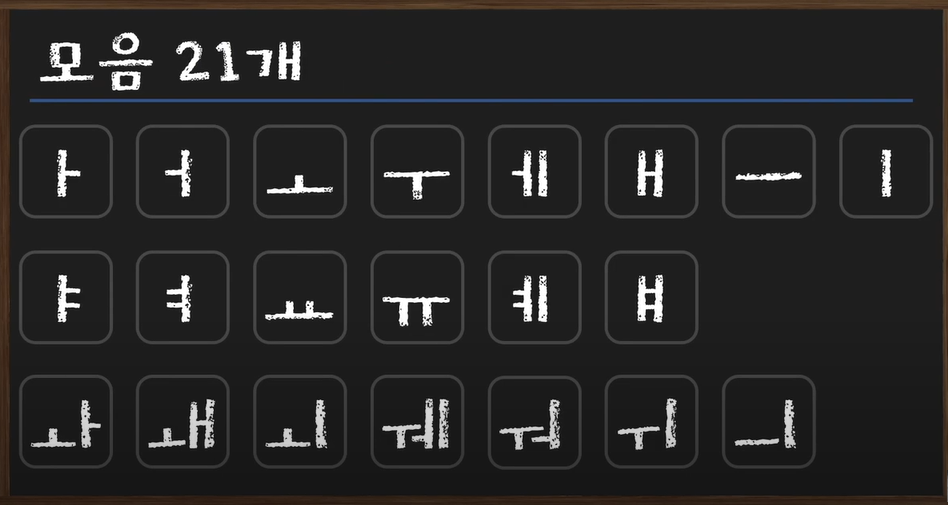 모음 21개
ㅏ ㅓ ㅗ ㅜ ㅔ ㅐ ㅡ ㅣ
ㅑ ㅕ ㅛ ㅠ ㅖ ㅒ
ㅘ ㅙ ㅚ ㅞ ㅝ ㅟ ㅢ